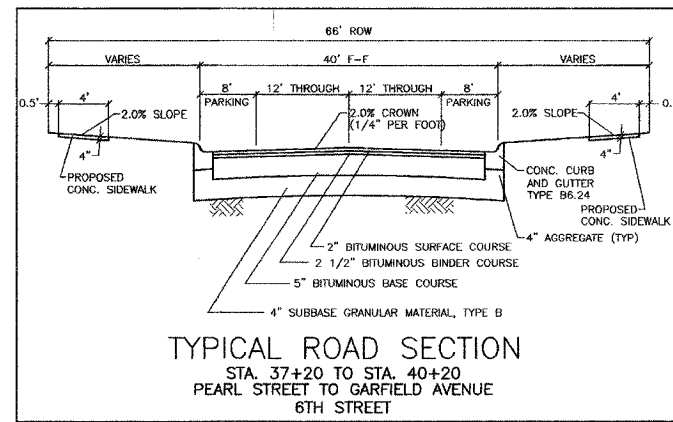 66' ROW
VARIES
40' F-F
VARIES
8'
PARKING
12' THROUGH
12' THROUGH
8'
PARKING
0.5'
4'
2.0% SLOPE
2.0% CROWN
(1/4" PER FOOT)
2.0% SLOPE
4'
0.
4"
4"
PROPOSED
CONC. SIDEWALK
CONC. CURB
AND GUTTER
TYPE B6.24
PROPOSED
CONC. SIDEWALK
4" AGGREGATE (TYP)
2" BITUMINOUS SURFACE COURSE
2 1/2" BITUMINOUS BINDER COURSE
5" BITUMINOUS BASE COURSE
4" SUBBASE GRANULAR MATERIAL, TYPE B
TYPICAL ROAD SECTION
STA. 37+20 TO STA. 40+20
PEARL STREET TO GARFIELD AVENUE
6TH STREET